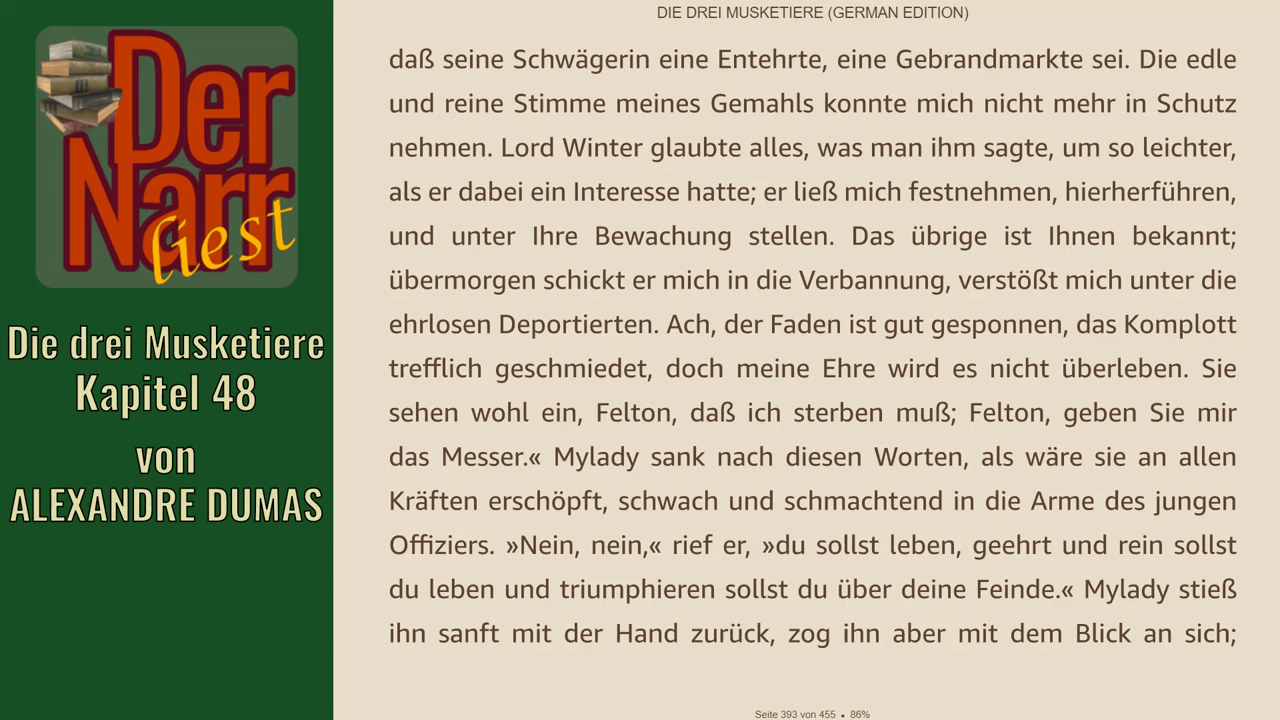 Der
Narr
liest
Die drei Musketiere
Kapitel 48
von
ALEXANDRE DUMAS
DIE DREI MUSKETIERE (GERMAN EDITION)
daß seine Schwägerin eine Entehrte, eine Gebrandmarkte sei. Die edle
und reine Stimme meines Gemahls konnte mich nicht mehr in Schutz
nehmen. Lord Winter glaubte alles, was man ihm sagte, um so leichter,
als er dabei ein Interesse hatte; er ließ mich festnehmen, hierherführen,
und unter Ihre Bewachung stellen. Das übrige ist Ihnen bekannt;
übermorgen schickt er mich in die Verbannung, verstößt mich unter die
ehrlosen Deportierten. Ach, der Faden ist gut gesponnen, das Komplott
trefflich geschmiedet, doch meine Ehre wird es nicht überleben. Sie
sehen wohl ein, Felton, daß ich sterben muß; Felton, geben Sie mir
das Messer.« Mylady sank nach diesen Worten, als wäre sie an allen
Kräften erschöpft, schwach und schmachtend in die Arme des jungen
Offiziers. »Nein, nein,« rief er, »du sollst leben, geehrt und rein sollst
du leben und triumphieren sollst du über deine Feinde.« Mylady stieß
ihn sanft mit der Hand zurück, zog ihn aber mit dem Blick an sich;
Seite 393 von 455 • 86%